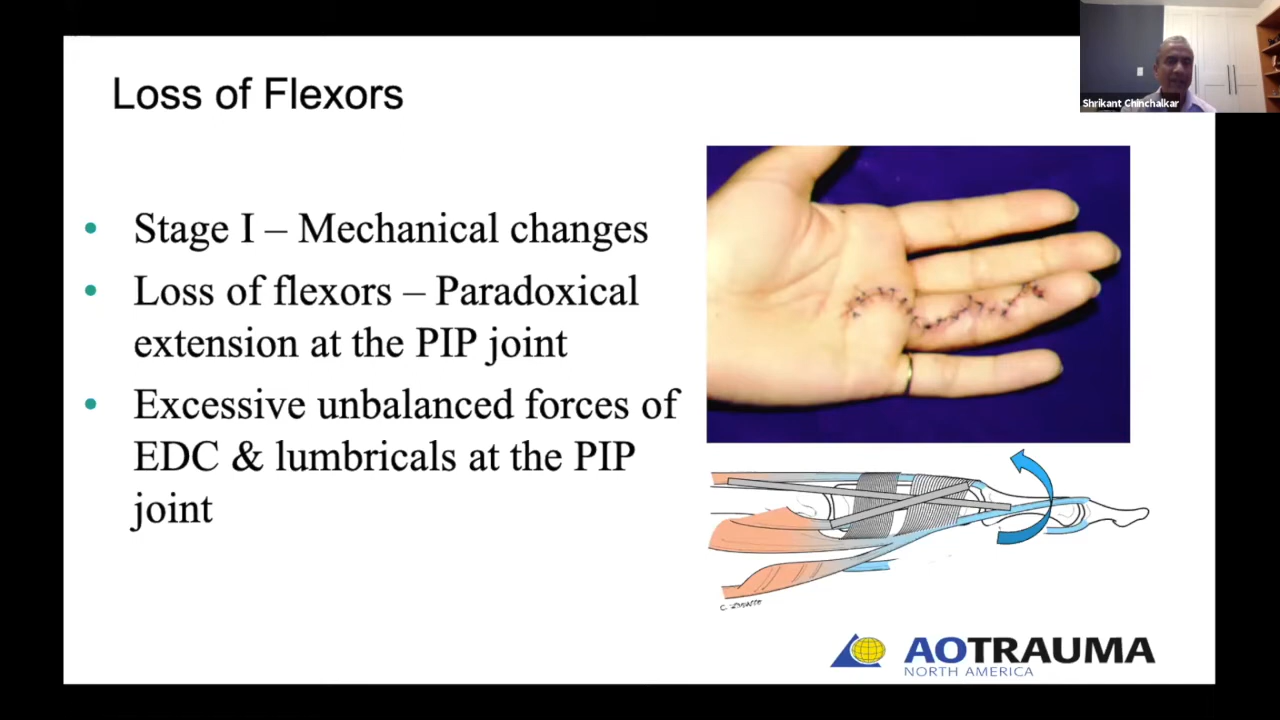 Loss of Flexors
Shrikant Chinchalkar
• Stage I – Mechanical changes
• Loss of flexors – Paradoxical
extension at the PIP joint
• Excessive unbalanced forces of
EDC & lumbricals at the PIP
joint
AOTRAUMA
NORTH AMERICA